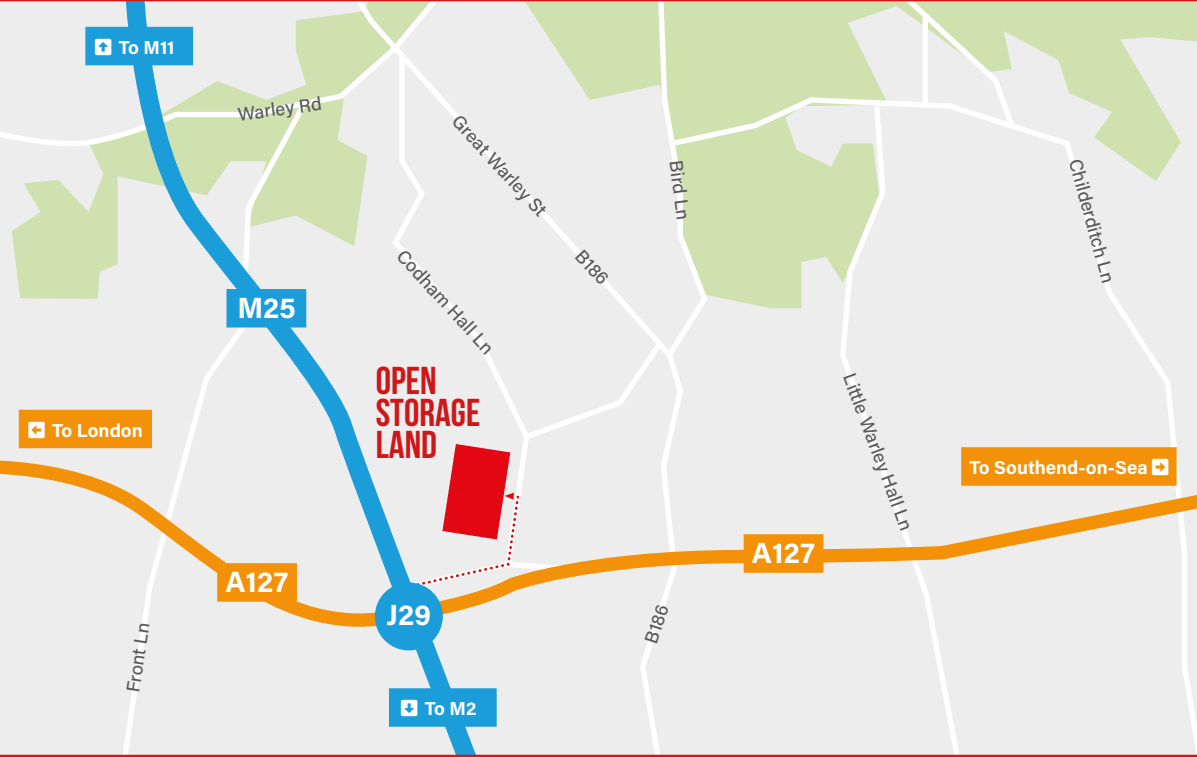 To M11
Warley Rd
Great Warley St
Bird Ln
Childerditch Ln
B186
Codham Hall Ln
M25
OPEN
STORAGE
LAND
To London
Little Warley Hall Ln
To Southend-on-Sea
A127
A127
J29
B186
Front Ln
To M2